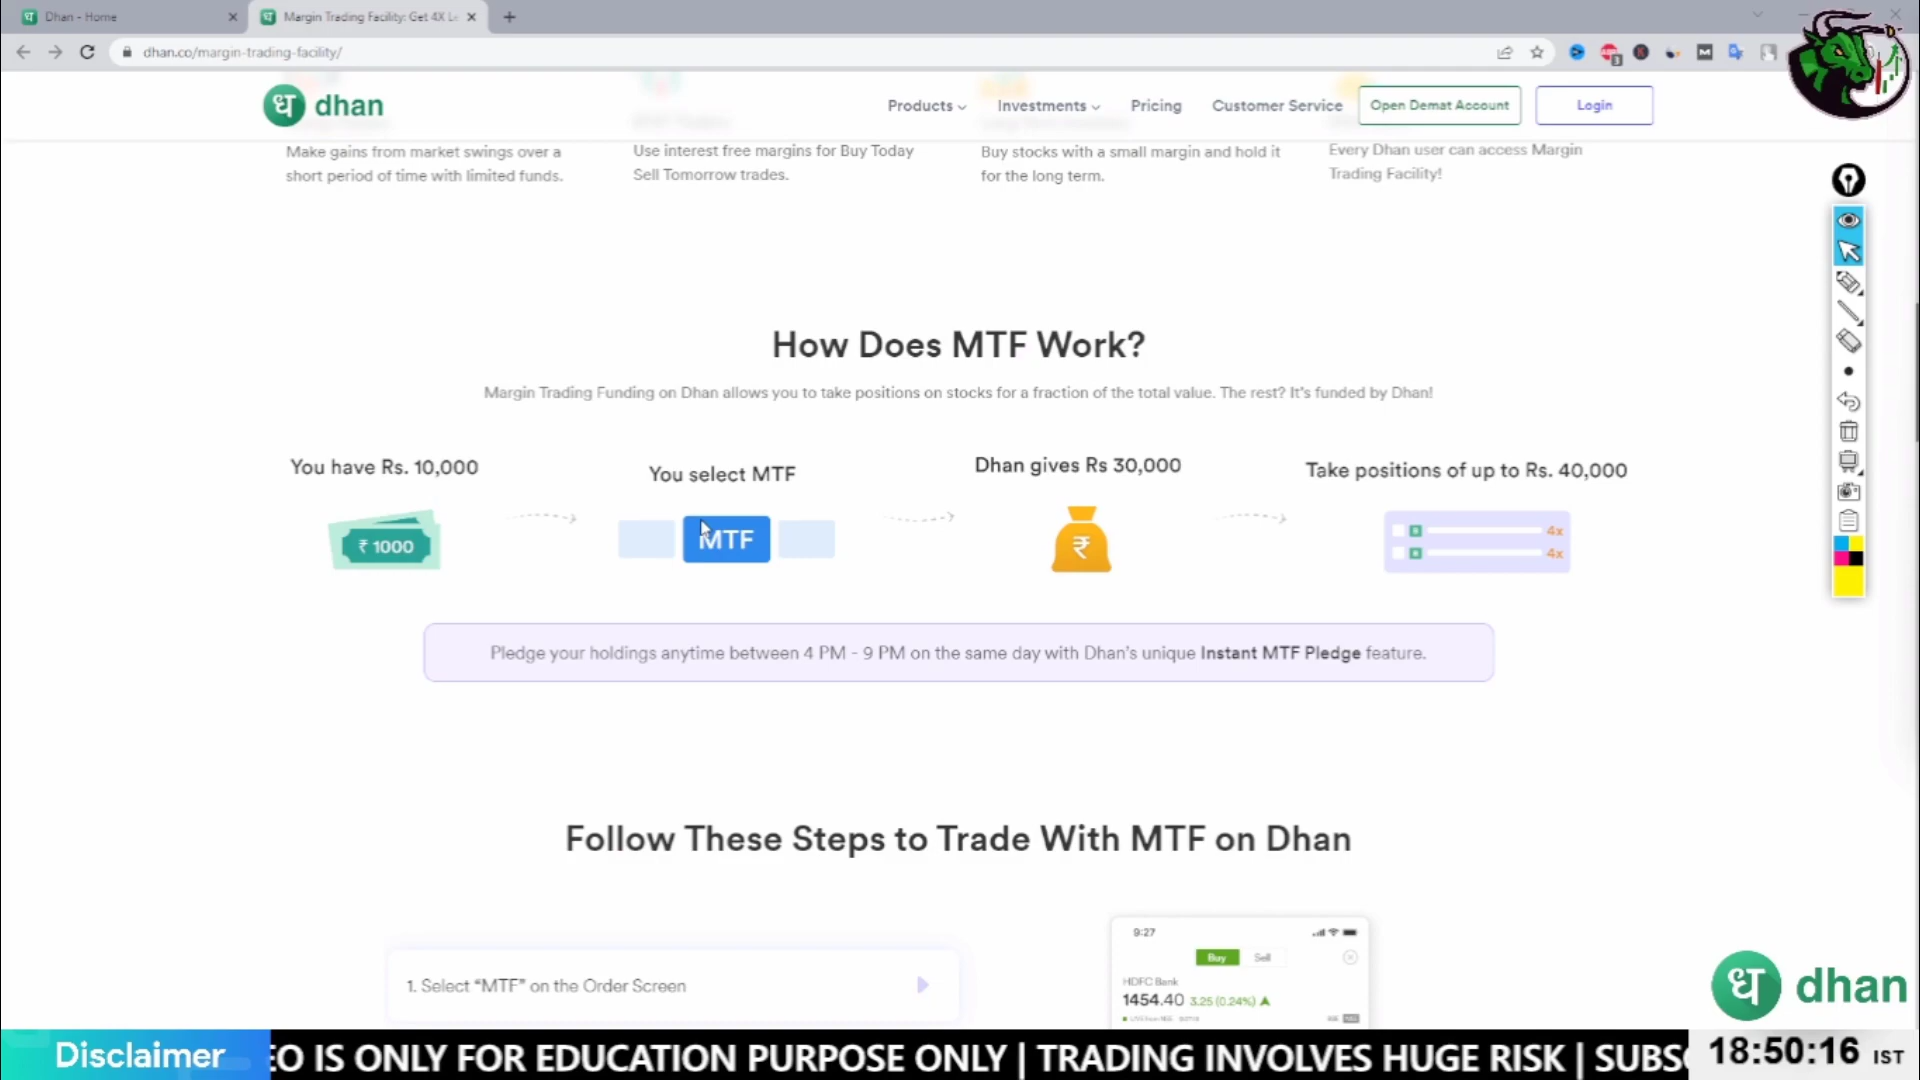 Dhan - Home
Margin Trading Facility: Get 4X Le
dhan.co/margin-trading-facility/
ध dhan
Products
Investments
Pricing
Customer Service
Open Demat Account
Login
Make gains from market swings over a
short period of time with limited funds.
Use interest free margins for Buy Today
Sell Tomorrow trades.
Buy stocks with a small margin and hold it
for the long term.
Every Dhan user can access Margin
Trading Facility!
How Does MTF Work?
Margin Trading Funding on Dhan allows you to take positions on stocks for a fraction of the total value. The rest? It's funded by Dhan!
You have Rs. 10,000
₹ 1000
You select MTF
MTF
Dhan gives Rs 30,000
₹
Take positions of up to Rs. 40,000
4x
4x
Pledge your holdings anytime between 4 PM - 9 PM on the same day with Dhan's unique Instant MTF Pledge feature.
Follow These Steps to Trade With MTF on Dhan
1. Select “MTF” on the Order Screen
9:27
Buy Sell
HDFC Bank
1454.40 3.25 (0.24%)
ध dhan
Disclaimer
EO IS ONLY FOR EDUCATION PURPOSE ONLY | TRADING INVOLVES HUGE RISK | SUBS
18:50:16 IST